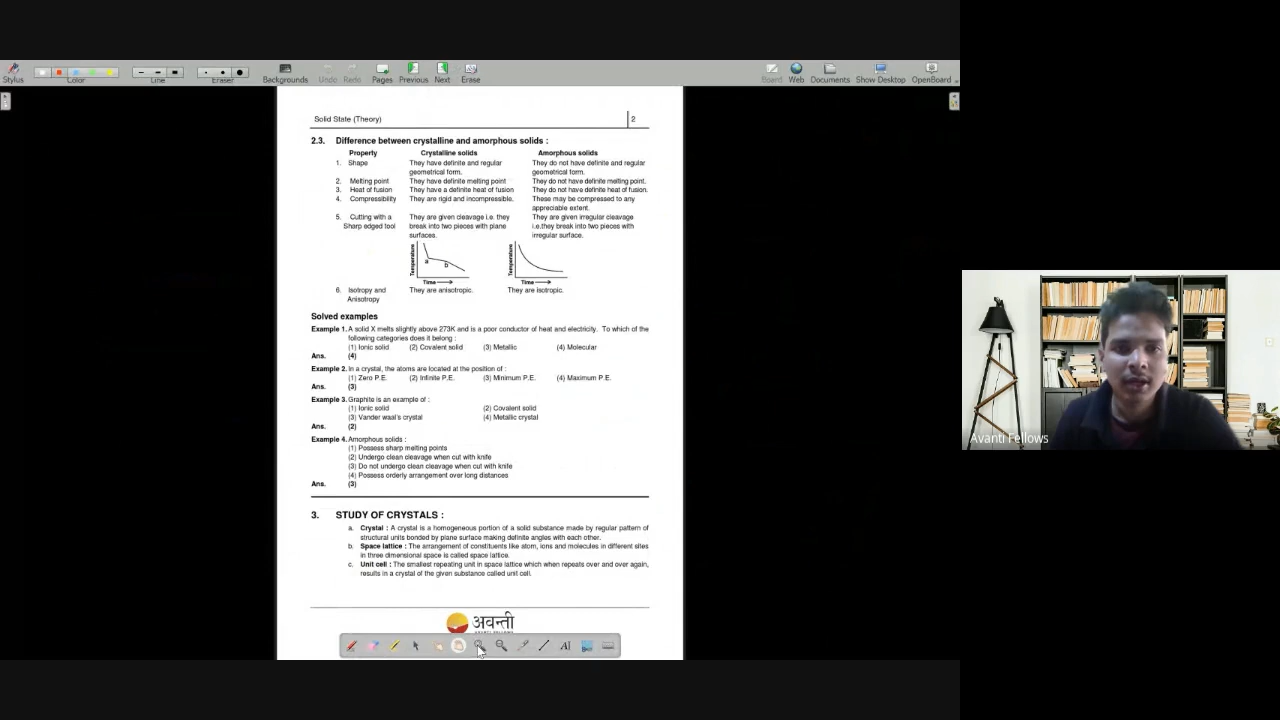 Stylus
Color
Line
Eraser
Backgrounds
Undo
Redo
Pages
Previous
Next
Erase
Board
Web
Documents
Show Desktop
OpenBoard
Solid State (Theory) 2
2.3. Difference between crystalline and amorphous solids :
Property Crystalline solids Amorphous solids
1. Shape They have definite and regular They do not have definite and regular
geometrical form. geometrical form.
2. Melting point They have definite melting point They do not have definite melting point.
3. Heat of fusion They have a definite heat of fusion They do not have definite heat of fusion.
4. Compressibility They are rigid and incompressible. These may be compressed to any
appreciable extent.
5. Cutting with a They are given cleavage i.e. they They are given irregular cleavage
Sharp edged tool break into two pieces with plane i.e.they break into two pieces with
surfaces. irregular surface.
Temperature a b Temperature
Time Time
6. Isotropy and They are anisotropic. They are isotropic.
Anisotropy
Solved examples
Example 1. A solid X melts slightly above 273K and is a poor conductor of heat and electricity. To which of the
following categories does it belong :
(1) Ionic solid (2) Covalent solid (3) Metallic (4) Molecular
Ans. (4)
Example 2. In a crystal, the atoms are located at the position of :
(1) Zero P.E. (2) Infinite P.E. (3) Minimum P.E. (4) Maximum P.E.
Ans. (3)
Example 3. Graphite is an example of :
(1) Ionic solid (2) Covalent solid
(3) Vander waal's crystal (4) Metallic crystal
Ans. (2)
Example 4. Amorphous solids :
(1) Possess sharp melting points
(2) Undergo clean cleavage when cut with knife
(3) Do not undergo clean cleavage when cut with knife
(4) Possess orderly arrangement over long distances
Ans. (3)
3. STUDY OF CRYSTALS :
a. Crystal : A crystal is a homogeneous portion of a solid substance made by regular pattern of
structural units bonded by plane surface making definite angles with each other.
b. Space lattice : The arrangement of constituents like atom, ions and molecules in different sites
in three dimensional space is called space lattice.
c. Unit cell : The smallest repeating unit in space lattice which when repeats over and over again,
results in a crystal of the given substance called unit cell.
अवन्ती
AI
Avanti Fellows